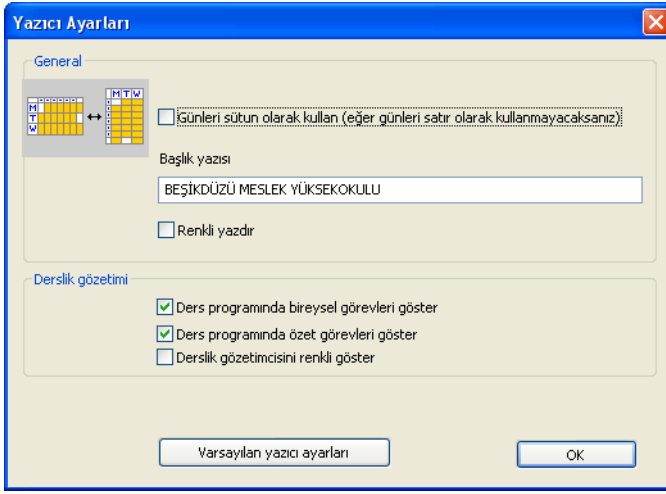 Yazıcı Ayarları
General
M T W
M
T
W
Günleri sütun olarak kullan (eğer günleri satır olarak kullanmayacaksanız)
Başlık yazısı
BEŞİKDÜZÜ MESLEK YÜKSEKOKULU
Renkli yazdır
Derslik gözetimi
Ders programında bireysel görevleri göster
Ders programında özet görevleri göster
Derslik gözetimcisini renkli göster
Varsayılan yazıcı ayarları
OK